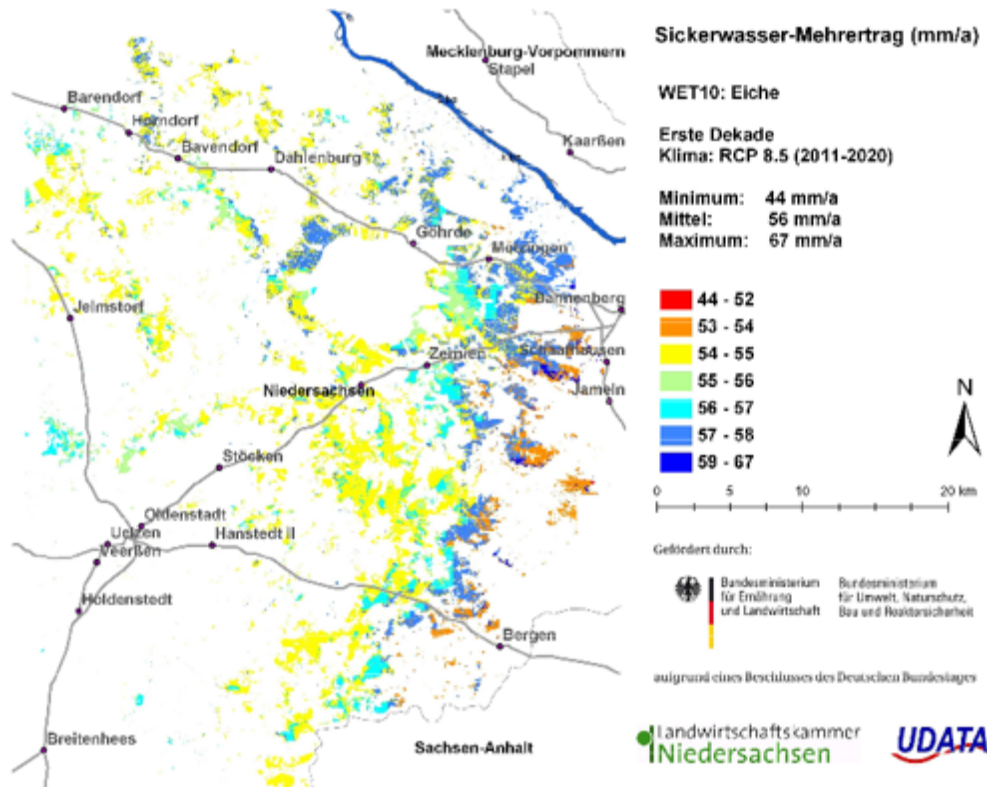 Mecklenburg-Vorpommern
Stapel
Barendorf
Horndorf
Bavendorf
Dahlenburg
Kaarßen
Göhrde
Metzingen
Dannenberg
Jelmstorf
Zernien
Schaafhausen
Niedersachsen
Jameln
Stöcken
Oldenstadt
Uelzen
Hanstedt II
Veerßen
Holdenstedt
Bergen
Breitenhees
Sachsen-Anhalt
Sickerwasser-Mehrertrag (mm/a)
WET10: Eiche
Erste Dekade
Klima: RCP 8.5 (2011-2020)
Minimum: 44 mm/a
Mittel: 56 mm/a
Maximum: 67 mm/a
44 - 52
53 - 54
54 - 55
55 - 56
56 - 57
57 - 58
59 - 67
N
0 5 10 20 km
Gefördert durch:
Bundesministerium
für Ernährung
und Landwirtschaft
Bundesministerium
für Umwelt, Naturschutz,
Bau und Reaktorsicherheit
aufgrund eines Beschlusses des Deutschen Bundestages
Landwirtschaftskammer
Niedersachsen
UDATA